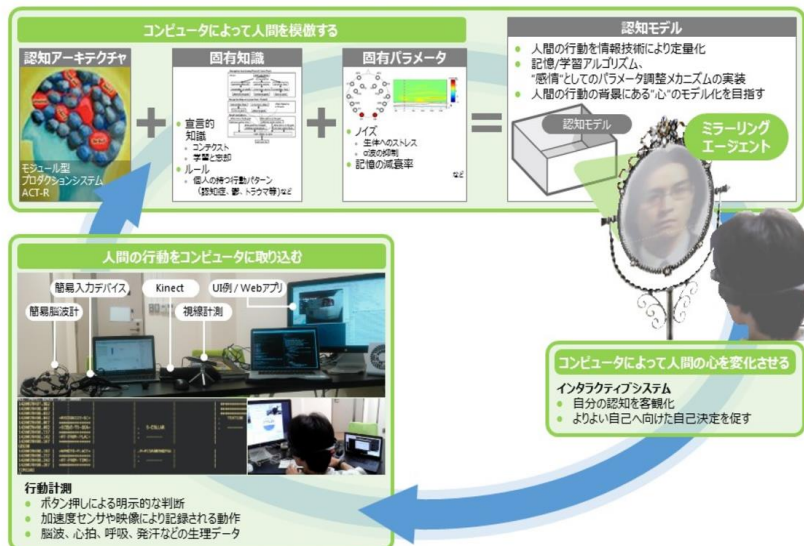 コンピュータによって人間を模倣する
認知アーキテクチャ
モジュール型
プロダクションシステム
ACT-R
+
固有知識
宣言的
知識
コンテクスト
学習と忘却
ルール
個人の持つ行動パターン
(認知症、鬱、トラウマ等)など
+
固有パラメータ
ノイズ
生体へのストレス
α波の抑制
記憶の減衰率
など
=
認知モデル
人間の行動を情報技術により定量化
記憶/学習アルゴリズム、
"感情"としてのパラメータ調整メカニズムの実装
人間の行動の背景にある"心"のモデル化を目指す
認知モデル
ミラーリング
エージェント
人間の行動をコンピュータに取り込む
簡易入力デバイス
Kinect
UI例 / Webアプリ
簡易脳波計
視線計測
行動計測
ボタン押しによる明示的な判断
加速度センサや映像により記録される動作
脳波、心拍、呼吸、発汗などの生理データ
コンピュータによって人間の心を変化させる
インタラクティブシステム
自分の認知を客観化
よりよい自己へ向けた自己決定を促す